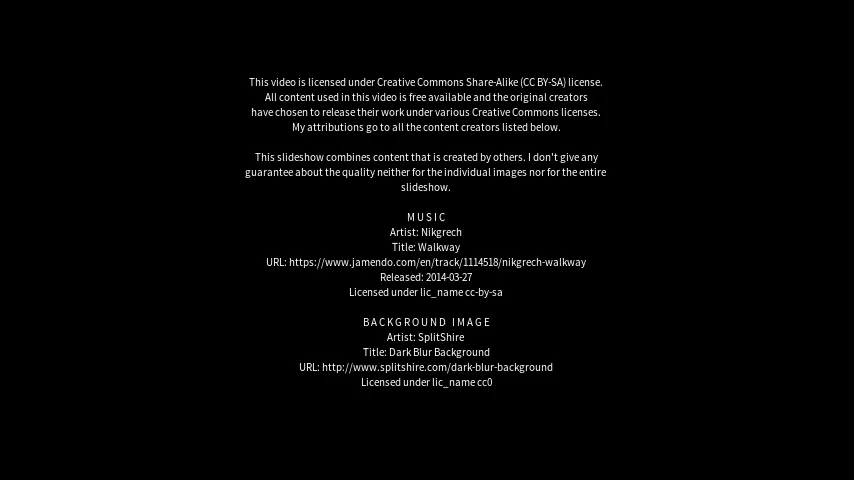 This video is licensed under Creative Commons Share-Alike (CC BY-SA) license.
All content used in this video is free available and the original creators
have chosen to release their work under various Creative Commons licenses.
My attributions go to all the content creators listed below.
This slideshow combines content that is created by others. I don't give any
guarantee about the quality neither for the individual images nor for the entire
slideshow.
MUSIC
Artist: Nikgrech
Title: Walkway
URL: https://www.jamendo.com/en/track/1114518/nikgrech-walkway
Released: 2014-03-27
Licensed under lic_name cc-by-sa
BACKGROUND IMAGE
Artist: SplitShire
Title: Dark Blur Background
URL: http://www.splitshire.com/dark-blur-background
Licensed under lic_name cc0